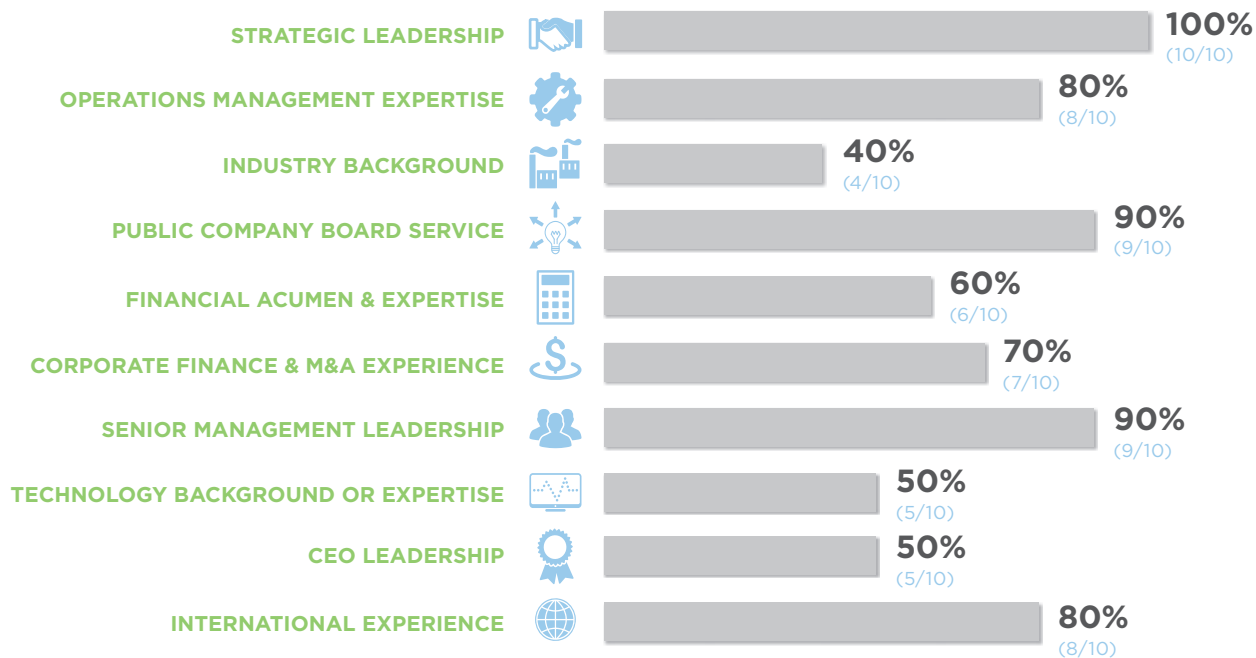 STRATEGIC LEADERSHIP
100%
(10/10)
OPERATIONS MANAGEMENT EXPERTISE
80%
(8/10)
INDUSTRY BACKGROUND
40%
(4/10)
PUBLIC COMPANY BOARD SERVICE
90%
(9/10)
FINANCIAL ACUMEN & EXPERTISE
60%
(6/10)
CORPORATE FINANCE & M&A EXPERIENCE
$
70%
(7/10)
SENIOR MANAGEMENT LEADERSHIP
90%
(9/10)
TECHNOLOGY BACKGROUND OR EXPERTISE
50%
(5/10)
CEO LEADERSHIP
50%
(5/10)
INTERNATIONAL EXPERIENCE
80%
(8/10)